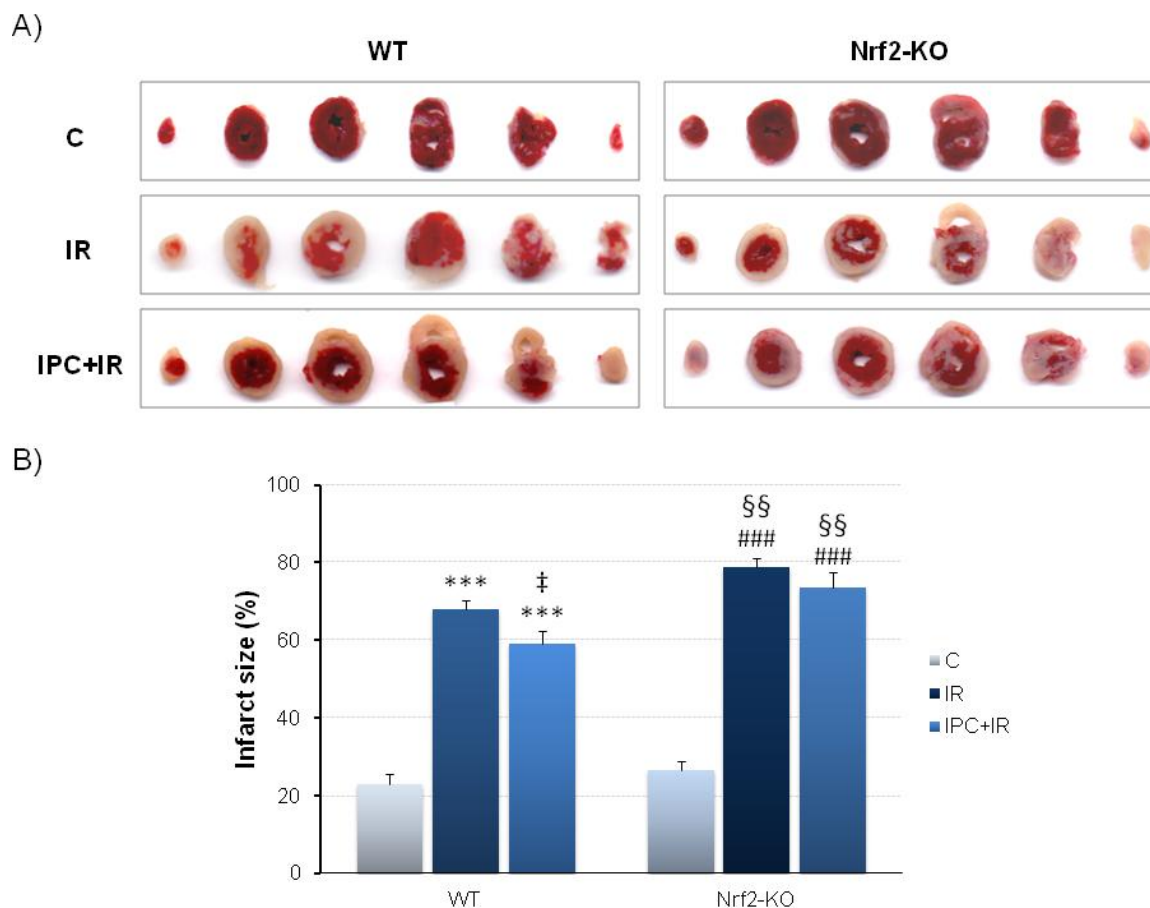 A)
WT Nrf2-KO
C
IR
IPC+IR
B)
100
80
60
40
20
0
Infarct size (%)
***
‡
***
§§
###
§§
###
WT Nrf2-KO
C
IR
IPC+IR